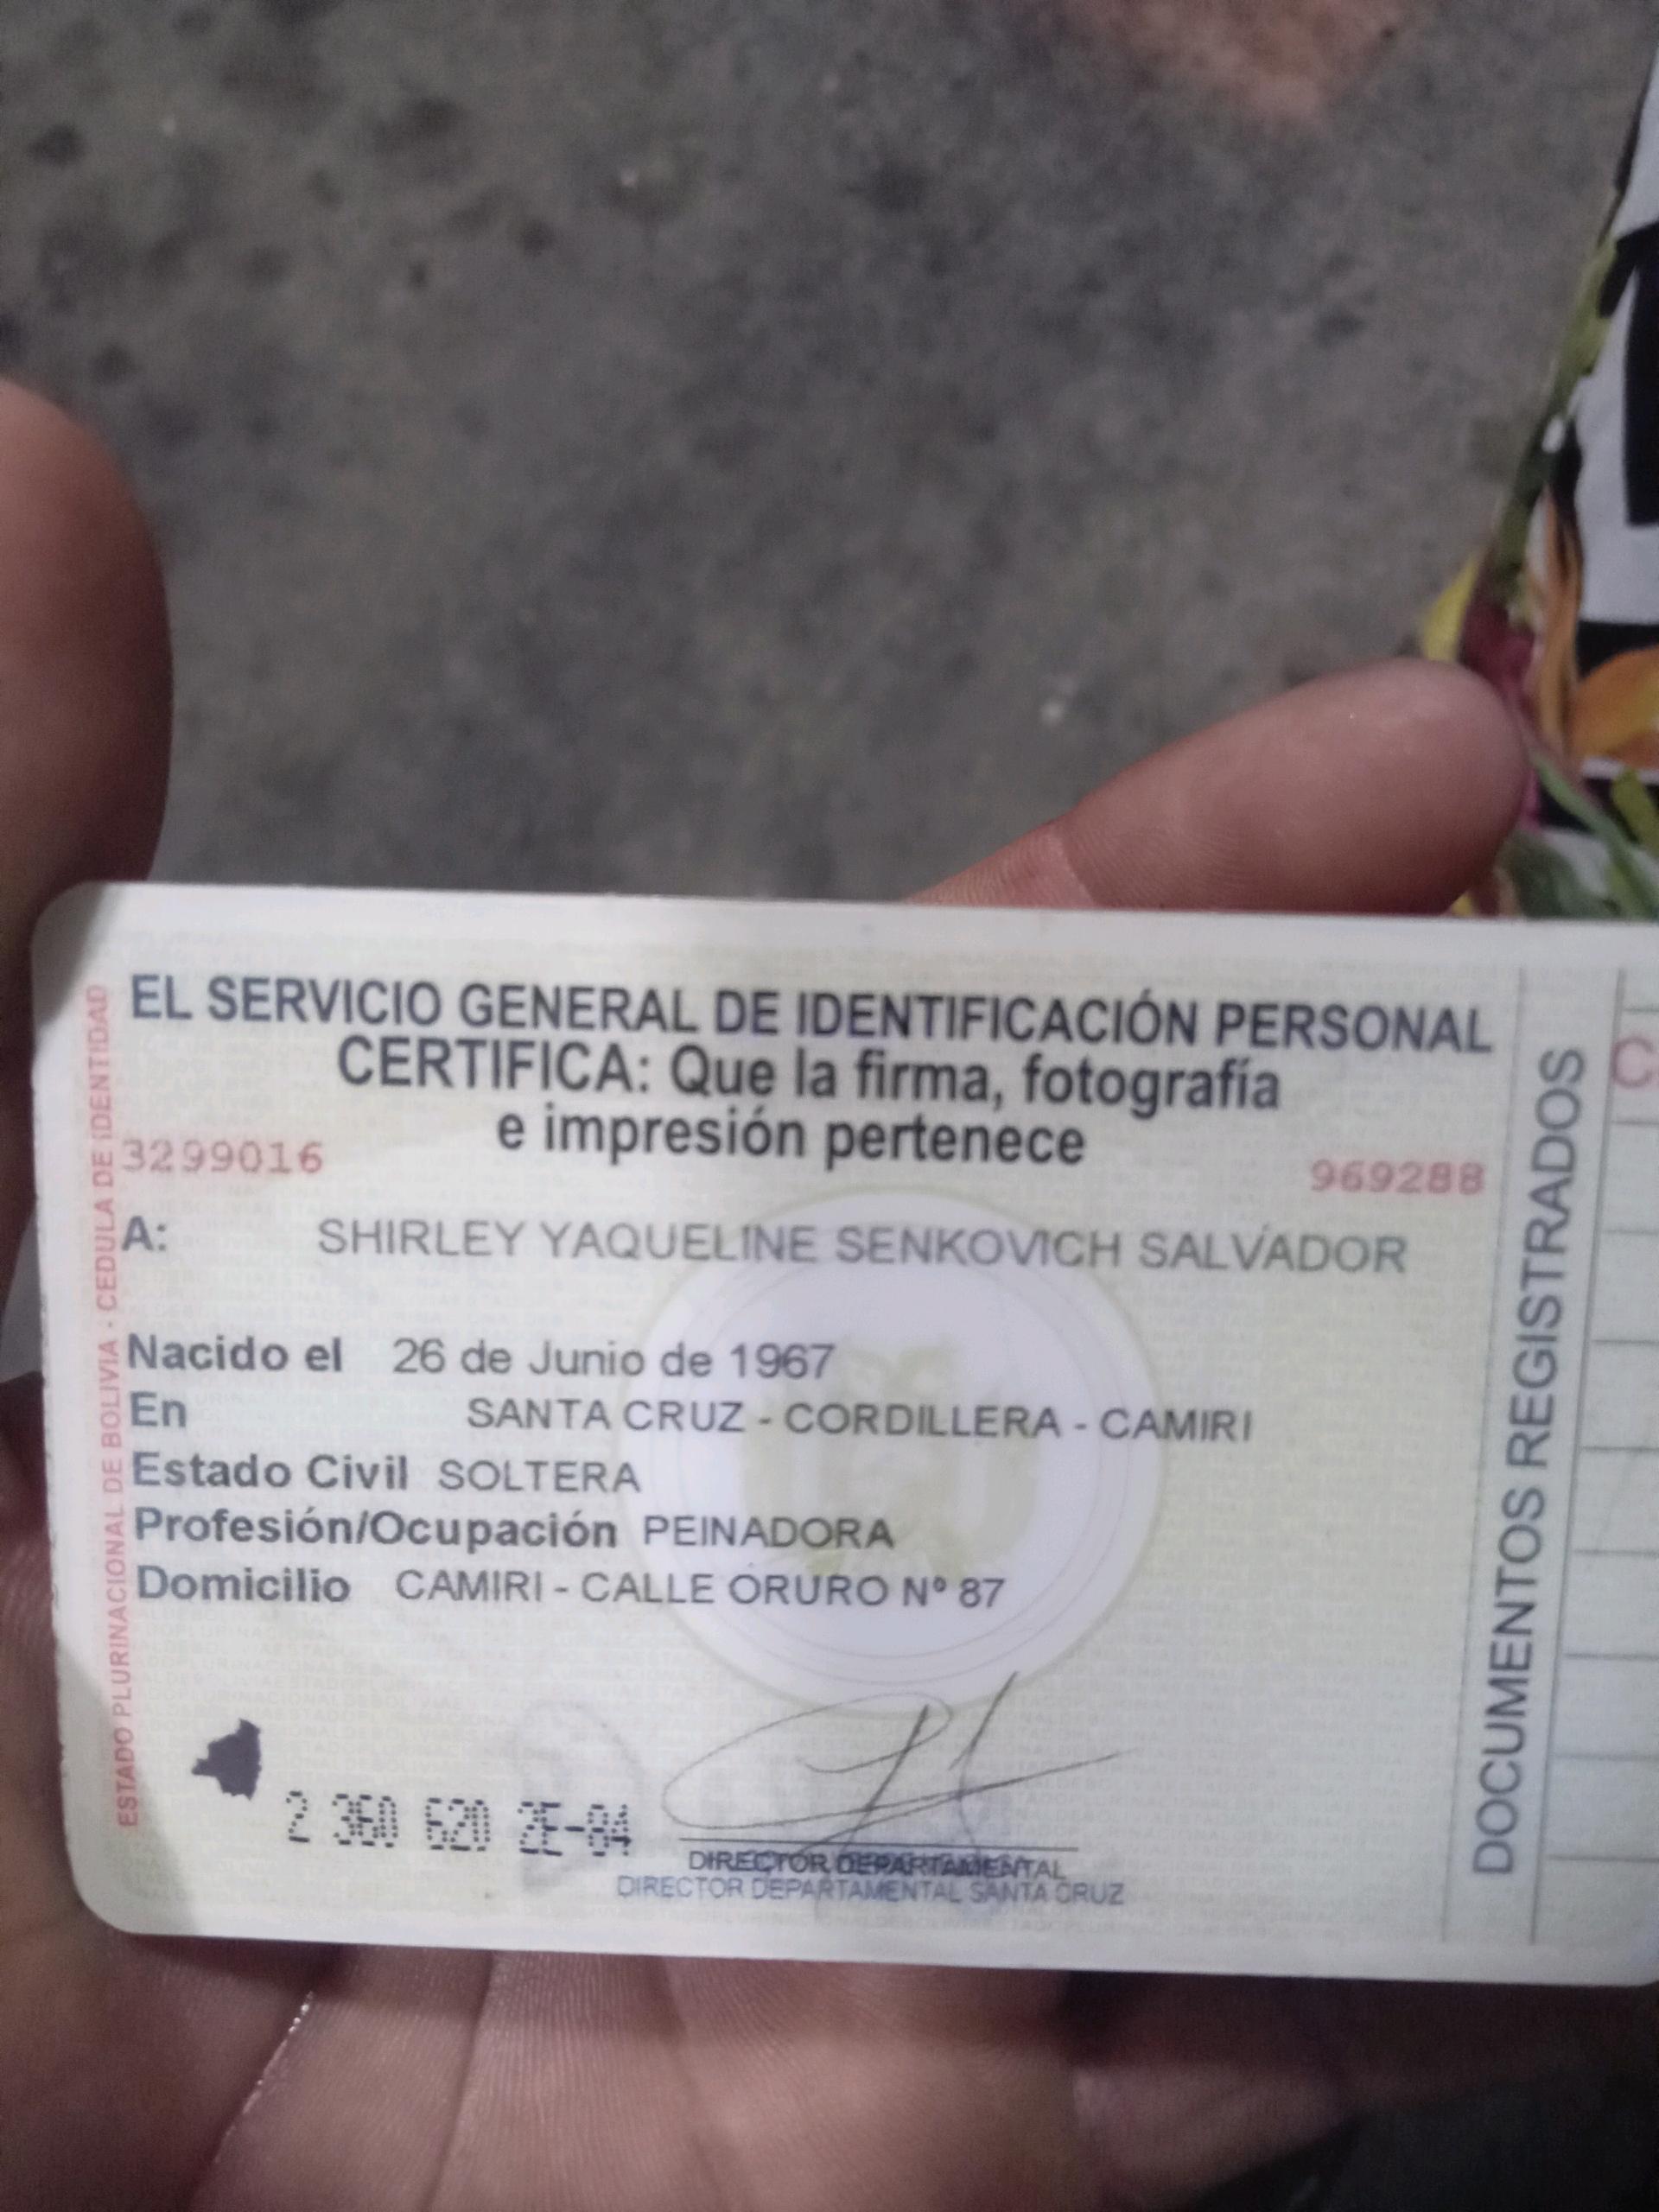 EL SERVICIO GENERAL DE IDENTIFICACIÓN PERSONAL
CERTIFICA: Que la firma, fotografía
e impresión pertenece
3299016
969288
A: SHIRLEY YAQUELINE SENKOVICH SALVADOR
Nacido el 26 de Junio de 1967
En SANTA CRUZ - CORDILLERA - CAMIRI
Estado Civil SOLTERA
Profesión/Ocupación PEINADORA
Domicilio CAMIRI - CALLE ORURO Nº 87
2 360 620 2F-84
DIRECTOR DEPARTAMENTAL
DIRECTOR DEPARTAMENTAL SANTA CRUZ
ESTADO PLURINACIONAL DE BOLIVIA - CEDULA DE IDENTIDAD
DOCUMENTOS REGISTRADOS